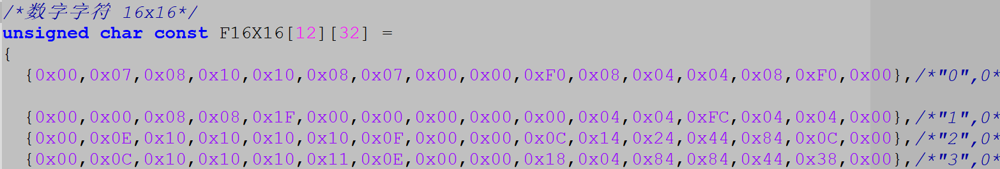 /*数字字符 16x16*/
unsigned char const F16X16[12][32] =
{
{0x00,0x07,0x08,0x10,0x10,0x08,0x07,0x00,0x00,0xF0,0x08,0x04,0x04,0x08,0xF0,0x00},/*"0",0*
{0x00,0x00,0x08,0x08,0x1F,0x00,0x00,0x00,0x00,0x00,0x04,0x04,0xFC,0x04,0x04,0x00},/*"1",0*
{0x00,0x0E,0x10,0x10,0x10,0x10,0x0F,0x00,0x00,0x0C,0x14,0x24,0x44,0x84,0x0C,0x00},/*"2",0*
{0x00,0x0C,0x10,0x10,0x10,0x11,0x0E,0x00,0x00,0x18,0x04,0x84,0x84,0x44,0x38,0x00},/*"3",0*